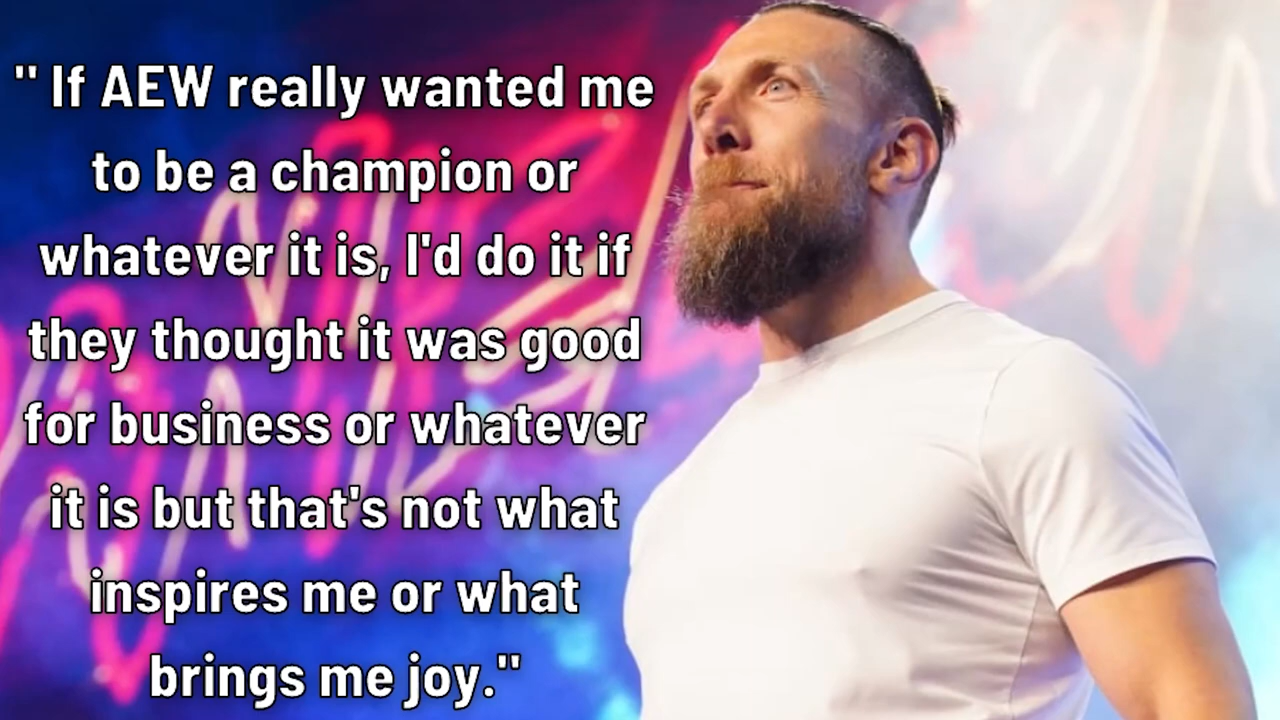 " If AEW really wanted me
to be a champion or
whatever it is, I'd do it if
they thought it was good
for business or whatever
it is but that's not what
inspires me or what
brings me joy."